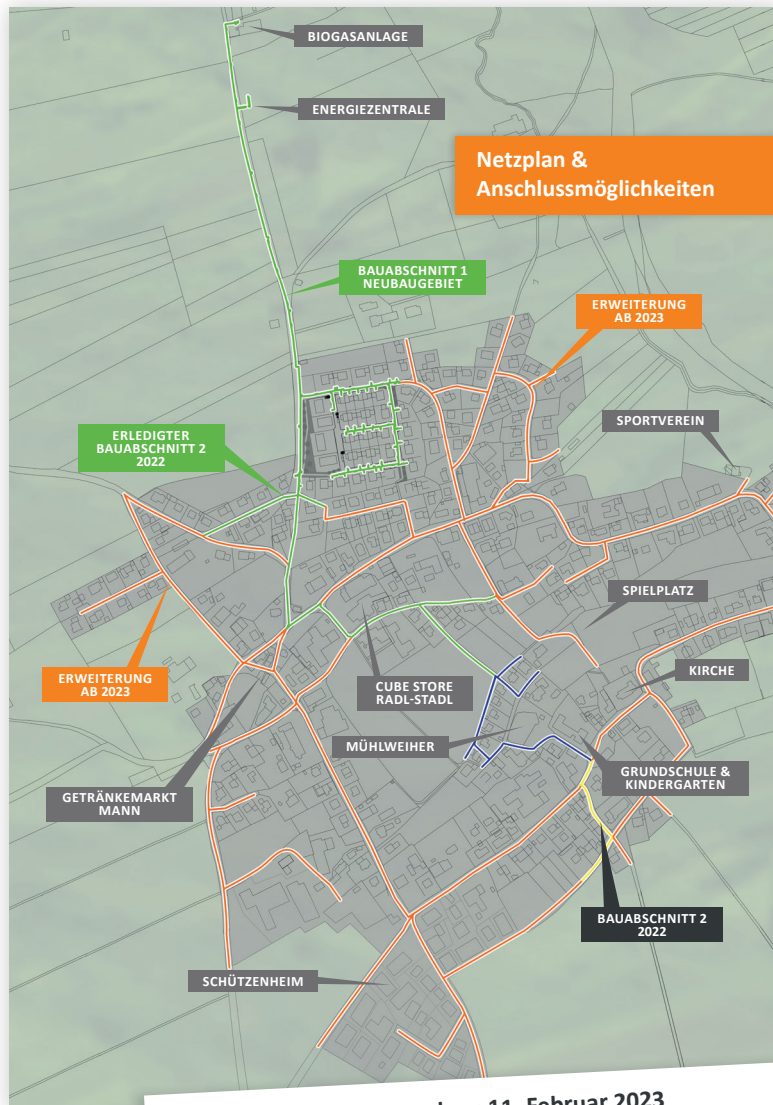 BIOGASANLAGE
ENERGIEZENTRALE
Netzplan &
Anschlussmöglichkeiten
BAUABSCHNITT 1
NEUBAUGEBIET
ERWEITERUNG
AB 2023
SPORTVEREIN
ERLEDIGTER
BAUABSCHNITT 2
2022
SPIELPLATZ
KIRCHE
ERWEITERUNG
AB 2023
CUBE STORE
RADL-STADL
MÜHLWEIHER
GRUNDSCHULE &
KINDERGARTEN
GETRÄNKEMARKT
MANN
BAUABSCHNITT 2
2022
SCHÜTZENHEIM
11. Februar 2023